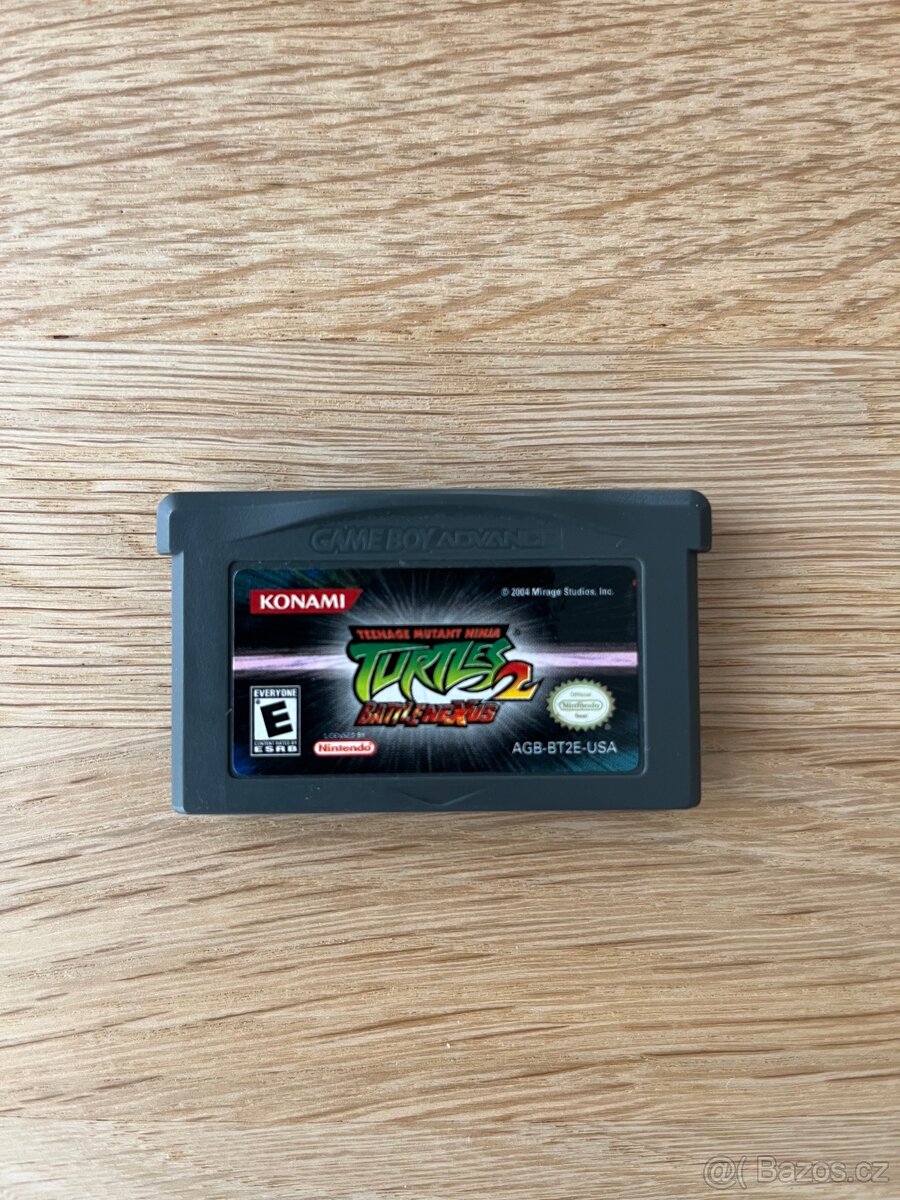 GAME BOY ADVANCE
KONAMI
© 2004 Mirage Studios, Inc.
TEENAGE MUTANT NINJA
TURTLES 2
BATTLE NEXUS
EVERYONE
E
CONTENT RATED BY
ESRB
LICENSED BY
Nintendo
Official
Nintendo
Seal
AGB-BT2E-USA
@( Bazos.cz